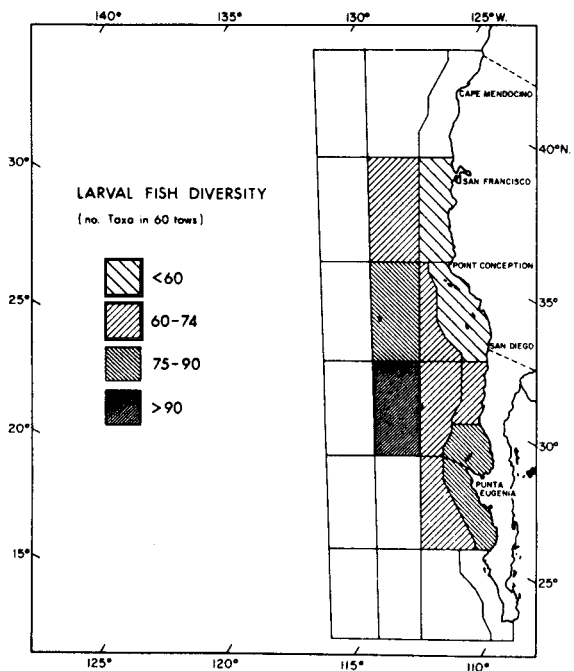 140° 135° 130° 125° W.
CAPE MENDOCINO
30° 40° N.
SAN FRANCISCO
LARVAL FISH DIVERSITY
(no. Taxa in 60 tows)
POINT CONCEPTION
<60
25° 35°
60-74
SAN DIEGO
75-90
>90
20° 30°
PUNTA
EUGENIA
15° 25°
125° 120° 115° 110°